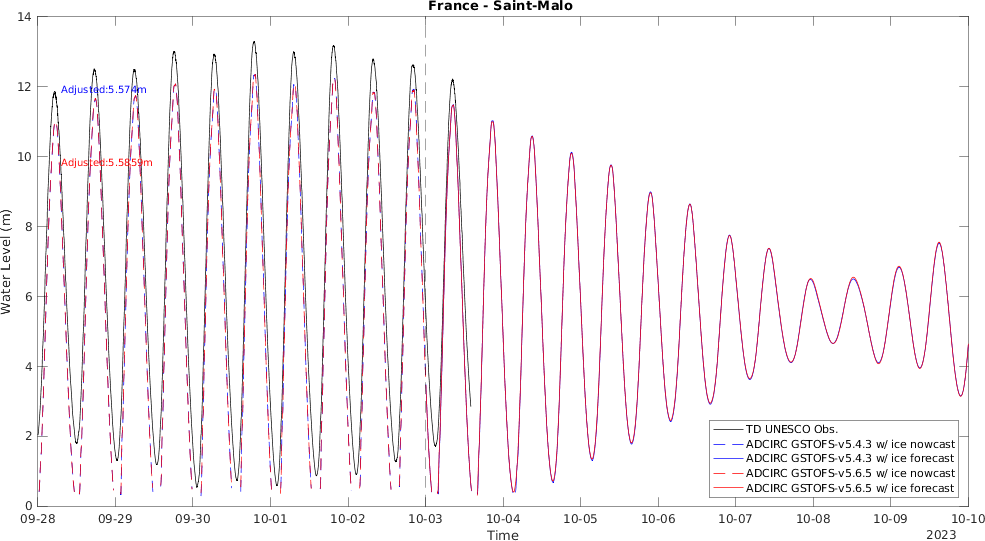 France - Saint-Malo
14
12
10
8
6
4
2
0
Water Level (m)
Adjusted:5.574m
Adjusted:5.5859m
TD UNESCO Obs.
ADCIRC GSTOFS-v5.4.3 w/ ice nowcast
ADCIRC GSTOFS-v5.4.3 w/ ice forecast
ADCIRC GSTOFS-v5.6.5 w/ ice nowcast
ADCIRC GSTOFS-v5.6.5 w/ ice forecast
09-28 09-29 09-30 10-01 10-02 10-03 10-04 10-05 10-06 10-07 10-08 10-09 10-10
Time
2023